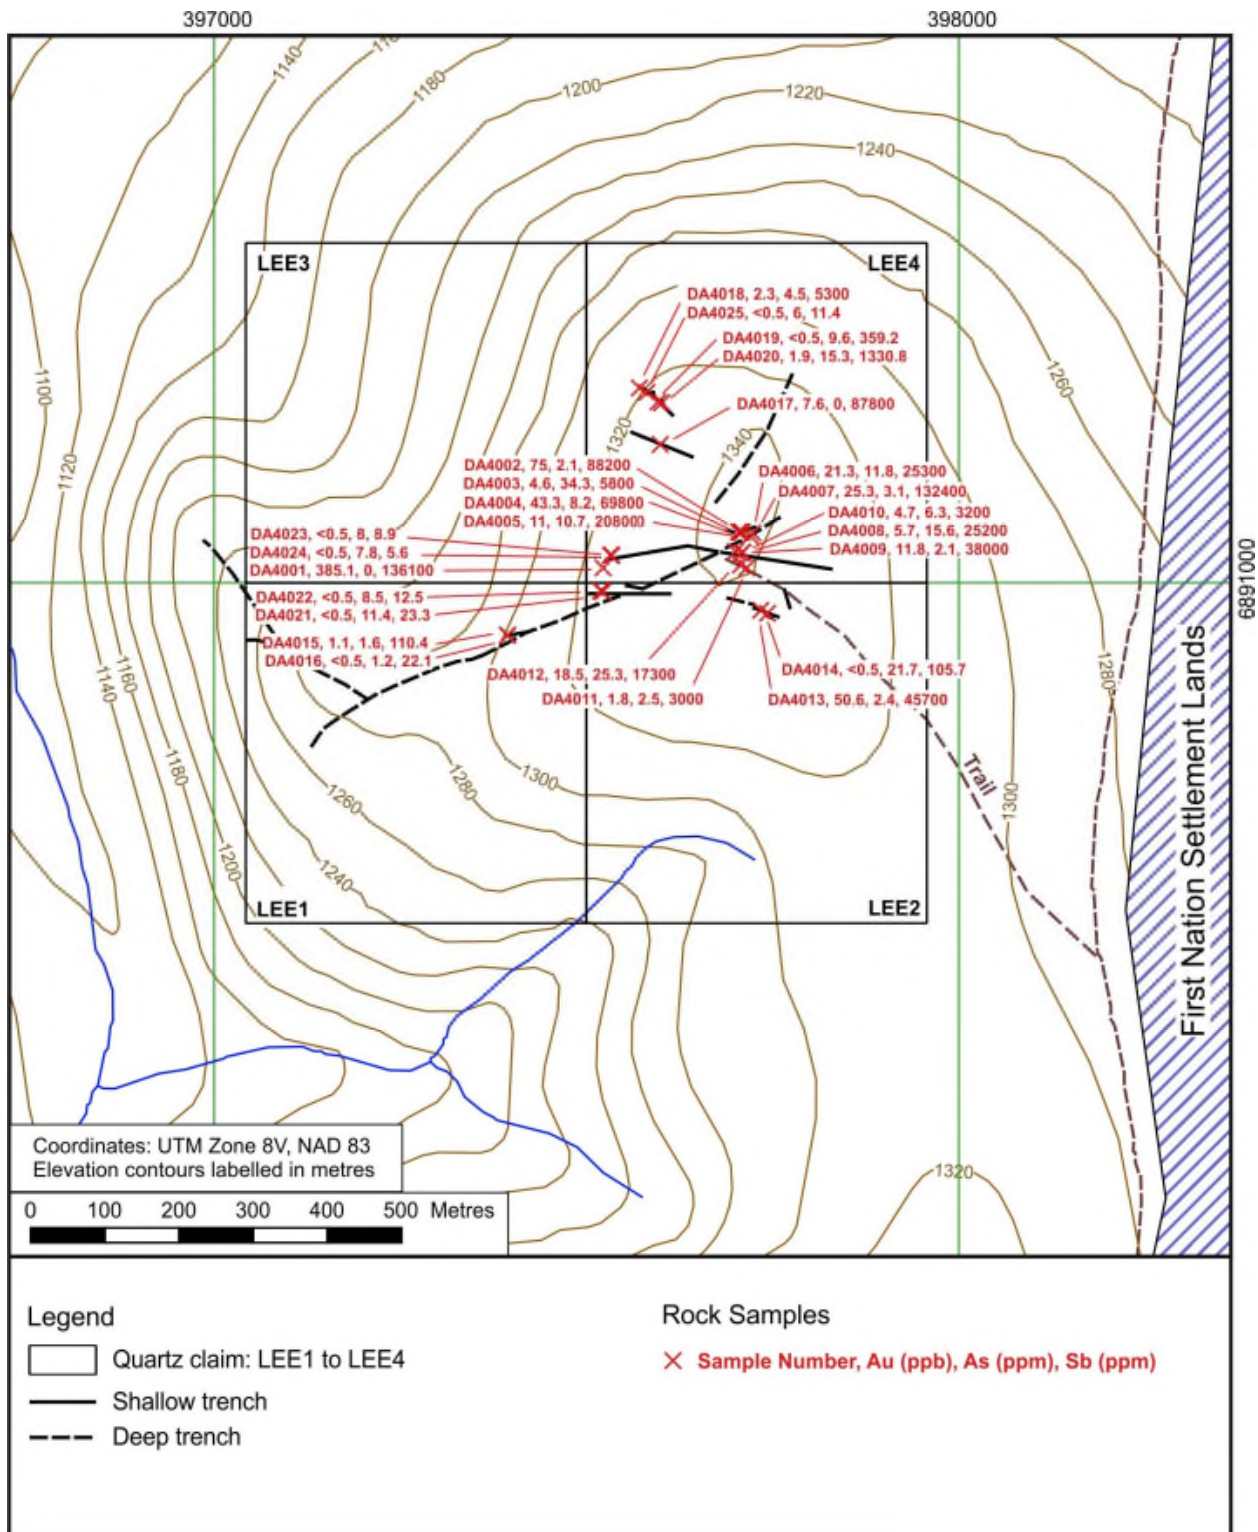 397000
398000
1140
1180
1200
1220
1240
LEE3
LEE4
DA4018, 2.3, 4.5, 5300
DA4025, <0.5, 6, 11.4
DA4019, <0.5, 9.6, 359.2
DA4020, 1.9, 15.3, 1330.8
1260
1100
DA4017, 7.6, 0, 87800
1320
1340
1120
DA4002, 75, 2.1, 88200
DA4003, 4.6, 34.3, 5800
DA4004, 43.3, 8.2, 69800
DA4005, 11, 10.7, 208000
DA4006, 21.3, 11.8, 25300
DA4007, 25.3, 3.1, 132400
DA4010, 4.7, 6.3, 3200
DA4008, 5.7, 15.6, 25200
DA4009, 11.8, 2.1, 38000
DA4023, <0.5, 8, 8.9
DA4024, <0.5, 7.8, 5.6
DA4001, 385.1, 0, 136100
6891000
DA4022, <0.5, 8.5, 12.5
DA4021, <0.5, 11.4, 23.3
DA4015, 1.1, 1.6, 110.4
DA4016, <0.5, 1.2, 22.1
DA4012, 18.5, 25.3, 17300
DA4011, 1.8, 2.5, 3000
DA4014, <0.5, 21.7, 105.7
DA4013, 50.6, 2.4, 45700
1140
1160
1180
1200
1240
1260
1280
1300
1280
1300
Trail
First Nation Settlement Lands
LEE1
LEE2
1320
Coordinates: UTM Zone 8V, NAD 83
Elevation contours labelled in metres
0 100 200 300 400 500 Metres
Legend
Quartz claim: LEE1 to LEE4
Shallow trench
Deep trench
Rock Samples
Sample Number, Au (ppb), As (ppm), Sb (ppm)